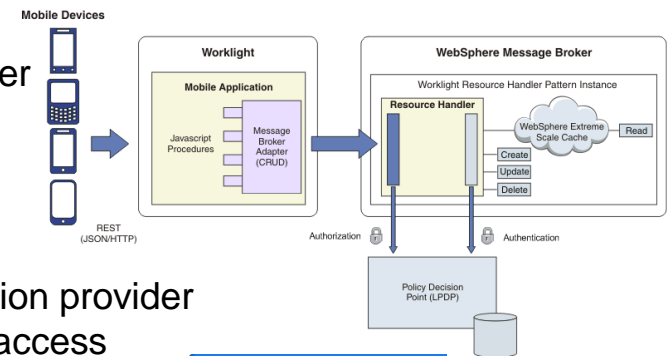 Mobile Devices
er
ion provider
access
REST
(JSON/HTTP)
Worklight
Mobile Application
Javascript
Procedures
Message
Broker
Adapter
(CRUD)
WebSphere Message Broker
Worklight Resource Handler Pattern Instance
Resource Handler
WebSphere Extreme
Scale Cache
Read
Create
Update
Delete
Authorization
Authentication
Policy Decision
Point (LPDP)